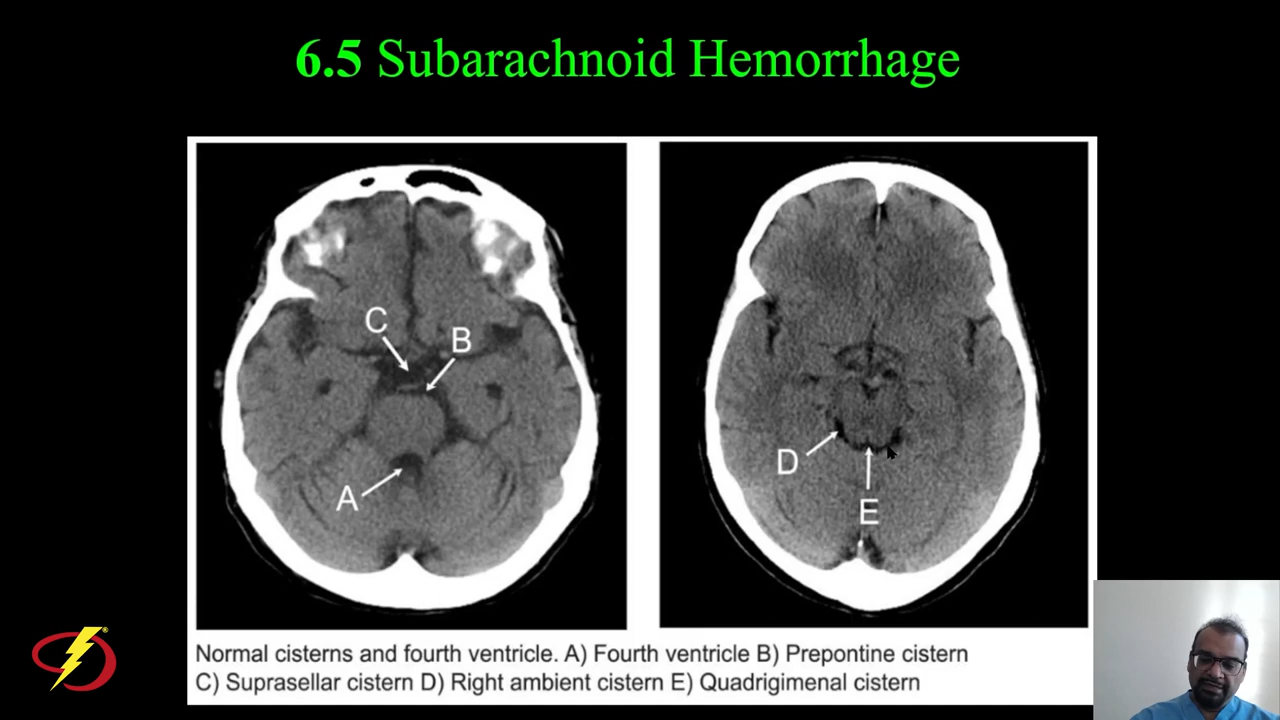 6.5 Subarachnoid Hemorrhage
C
B
A
D
E
Normal cisterns and fourth ventricle. A) Fourth ventricle B) Prepontine cistern
C) Suprasellar cistern D) Right ambient cistern E) Quadrigimenal cistern